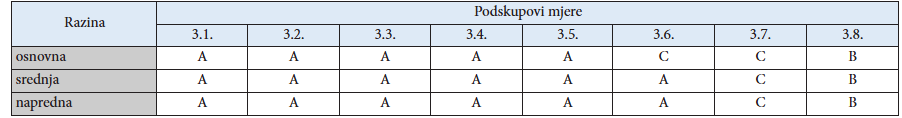 Razina Podskupovi mjere
3.1. 3.2. 3.3. 3.4. 3.5. 3.6. 3.7. 3.8.
osnovna A A A A A C C B
srednja A A A A A A C B
napredna A A A A A A C B